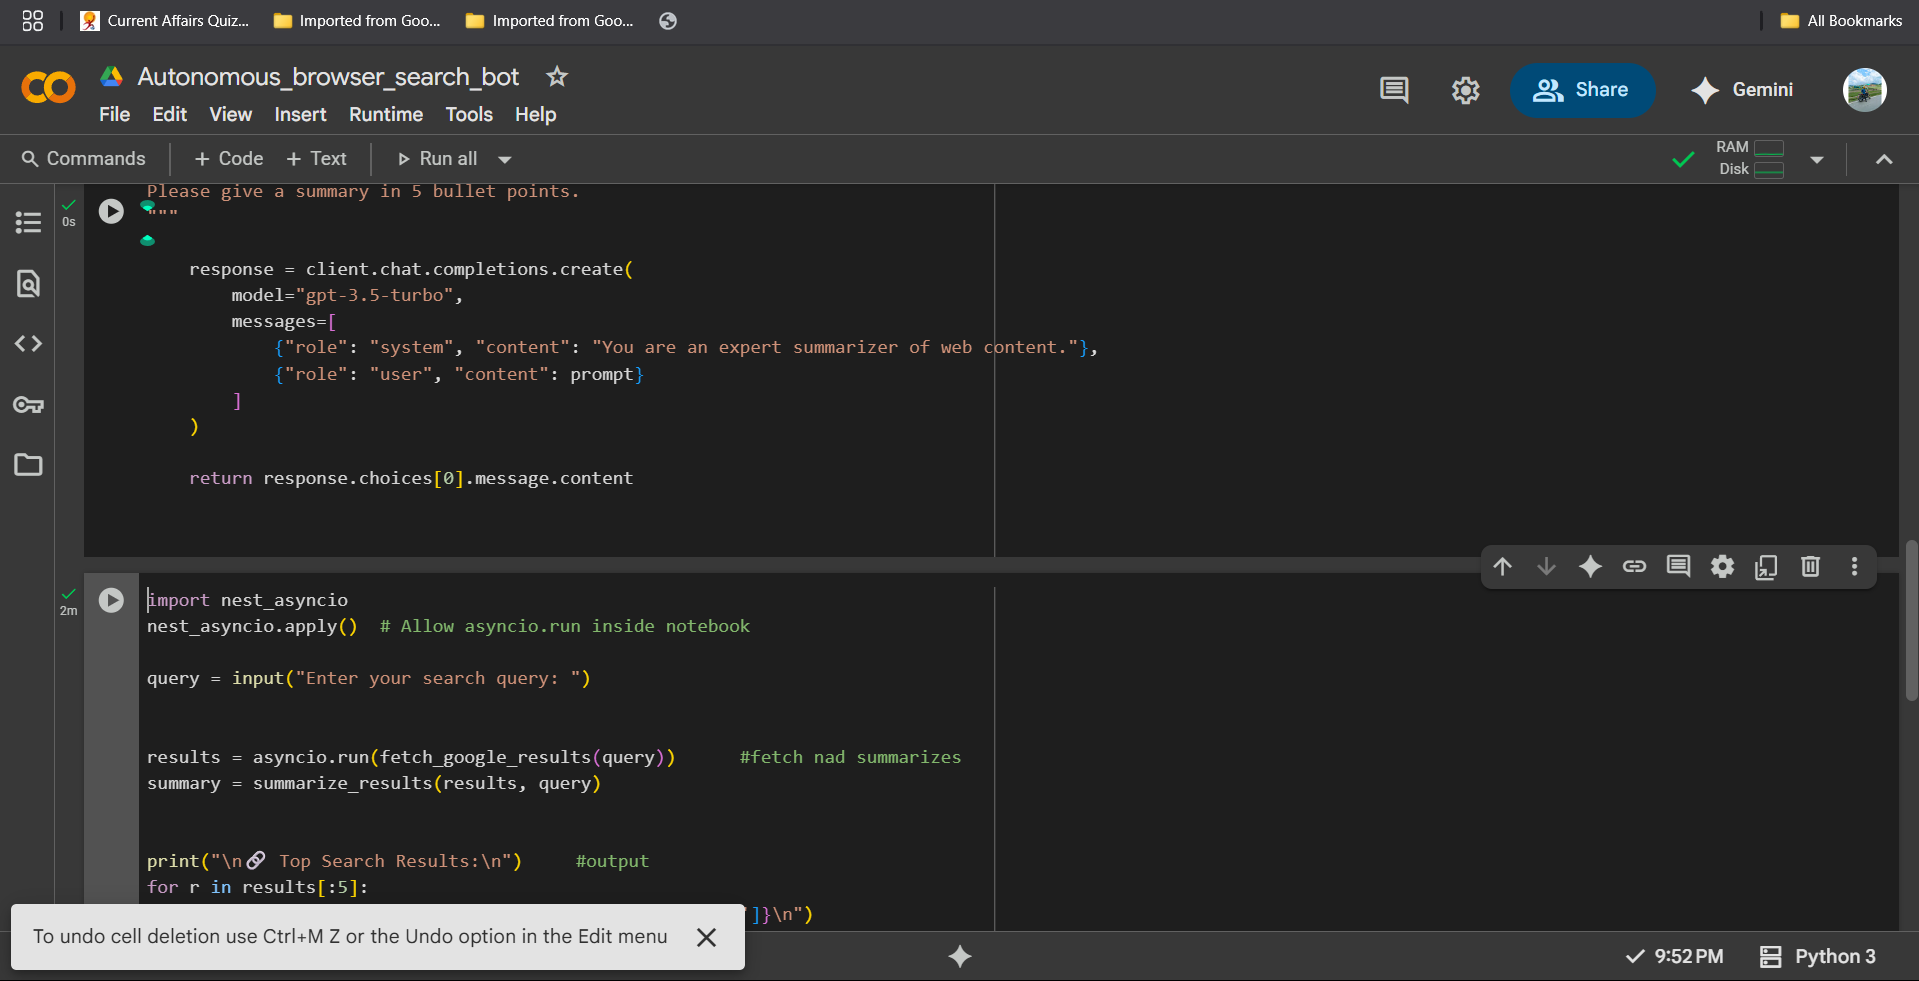 Current Affairs Quiz...
Imported from Goo...
Imported from Goo...
All Bookmarks
Autonomous_browser_search_bot
File Edit View Insert Runtime Tools Help
Share
Gemini
Commands
+ Code + Text
Run all
RAM
Disk
0s
Please give a summary in 5 bullet points.
"""
response = client.chat.completions.create(
model="gpt-3.5-turbo",
messages=[
{"role": "system", "content": "You are an expert summarizer of web content."},
{"role": "user", "content": prompt}
]
)
return response.choices[0].message.content
2m
import nest_asyncio
nest_asyncio.apply()  # Allow asyncio.run inside notebook
query = input("Enter your search query: ")
results = asyncio.run(fetch_google_results(query))      #fetch nad summarizes
summary = summarize_results(results, query)
print("\n🔗 Top Search Results:\n")     #output
for r in results[:5]:
]}\n")
To undo cell deletion use Ctrl+M Z or the Undo option in the Edit menu
9:52 PM
Python 3